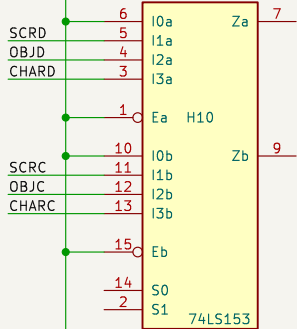 6 I0a Za 7
SCRD 5 I1a
OBJD 4 I2a
CHARD 3 I3a
1 Ea H10
10 I0b Zb 9
SCRC 11 I1b
OBJC 12 I2b
CHARC 13 I3b
15 Eb
14 S0
2 S1
74LS153